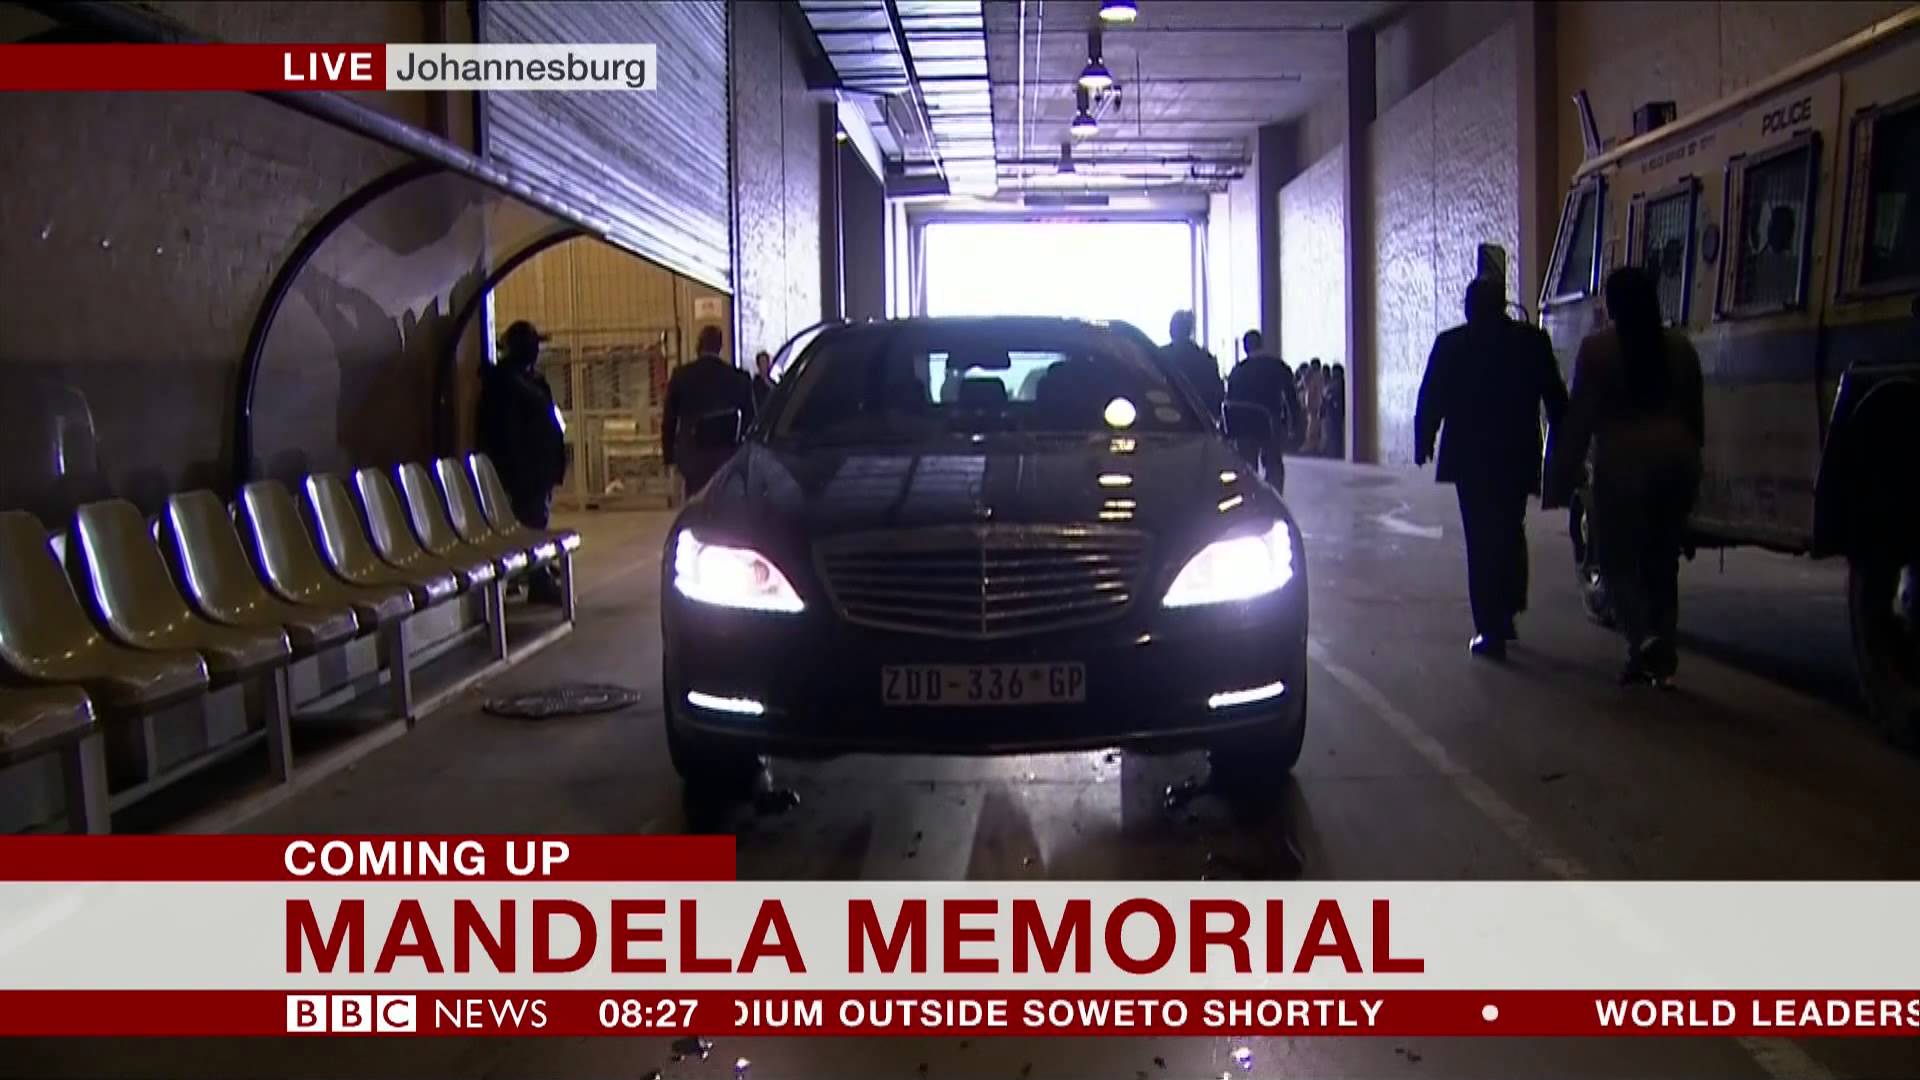 LIVE Johannesburg
POLICE
ZDD-336 GP
COMING UP
MANDELA MEMORIAL
BBC NEWS 08:27 DIUM OUTSIDE SOWETO SHORTLY • WORLD LEADERS